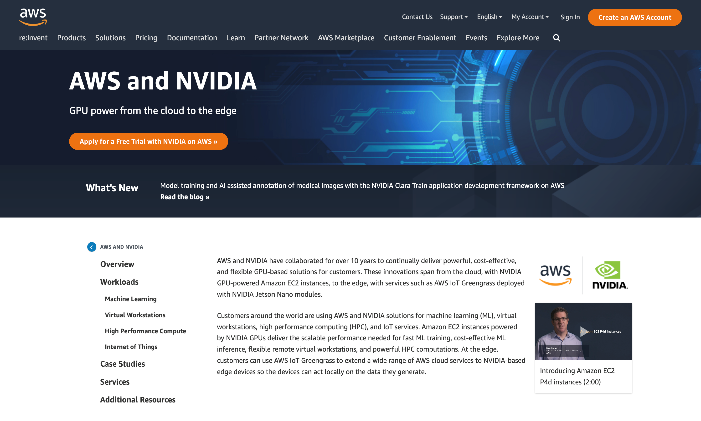 aws
Contact Us Support English My Account Sign In Create an AWS Account
re:Invent Products Solutions Pricing Documentation Learn Partner Network AWS Marketplace Customer Enablement Events Explore More
AWS and NVIDIA
GPU power from the cloud to the edge
Apply for a Free Trial with NVIDIA on AWS »
What's New
Model training and AI assisted annotation of medical images with the NVIDIA Clara Train application development framework on AWS
Read the blog »
AWS AND NVIDIA
Overview
Workloads
Machine Learning
Virtual Workstations
High Performance Compute
Internet of Things
Case Studies
Services
Additional Resources
AWS and NVIDIA have collaborated for over 10 years to continually deliver powerful, cost-effective,
and flexible GPU-based solutions for customers. These innovations span from the cloud, with NVIDIA
GPU-powered Amazon EC2 instances, to the edge, with services such as AWS IoT Greengrass deployed
with NVIDIA Jetson Nano modules.
Customers around the world are using AWS and NVIDIA solutions for machine learning (ML), virtual
workstations, high performance computing (HPC), and IoT services. Amazon EC2 instances powered
by NVIDIA GPUs deliver the scalable performance needed for fast ML training, cost-effective ML
inference, flexible remote virtual workstations, and powerful HPC computations. At the edge,
customers can use AWS IoT Greengrass to extend a wide range of AWS cloud services to NVIDIA-based
edge devices so the devices can act locally on the data they generate.
aws
NVIDIA.
Introducing Amazon EC2
P4d instances (2:00)